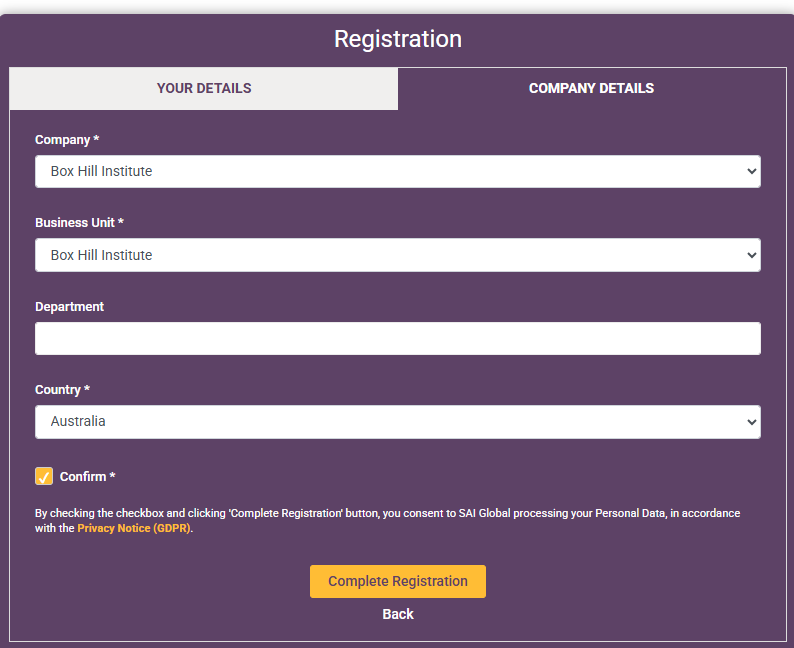 Registration
YOUR DETAILS
COMPANY DETAILS
Company *
Box Hill Institute
Business Unit *
Box Hill Institute
Department
Country *
Australia
Confirm *
By checking the checkbox and clicking 'Complete Registration' button, you consent to SAI Global processing your Personal Data, in accordance
with the Privacy Notice (GDPR).
Complete Registration
Back